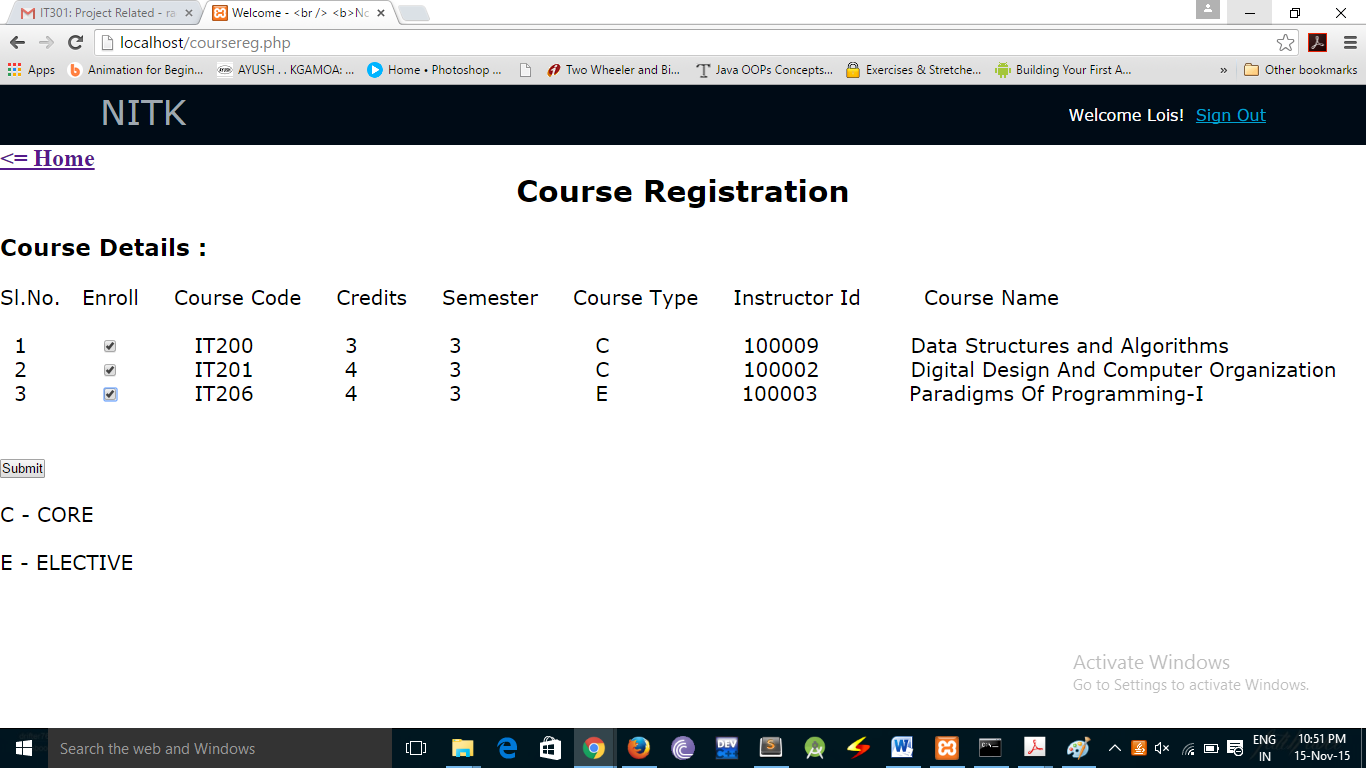 IT301: Project Related - ra
Welcome - <br /> <b>No
localhost/coursereg.php
Apps Animation for Begin... AYUSH . . KGAMOA: ... Home • Photoshop ... Two Wheeler and Bi... Java OOPs Concepts... Exercises & Stretche... Building Your First A... » Other bookmarks
NITK Welcome Lois! Sign Out
<= Home
Course Registration
Course Details :
Sl.No. Enroll Course Code Credits Semester Course Type Instructor Id Course Name
1 IT200 3 3 C 100009 Data Structures and Algorithms
2 IT201 4 3 C 100002 Digital Design And Computer Organization
3 IT206 4 3 E 100003 Paradigms Of Programming-I
Submit
C - CORE
E - ELECTIVE
Activate Windows
Go to Settings to activate Windows.
Search the web and Windows
DEV
ENG
IN
10:51 PM
15-Nov-15